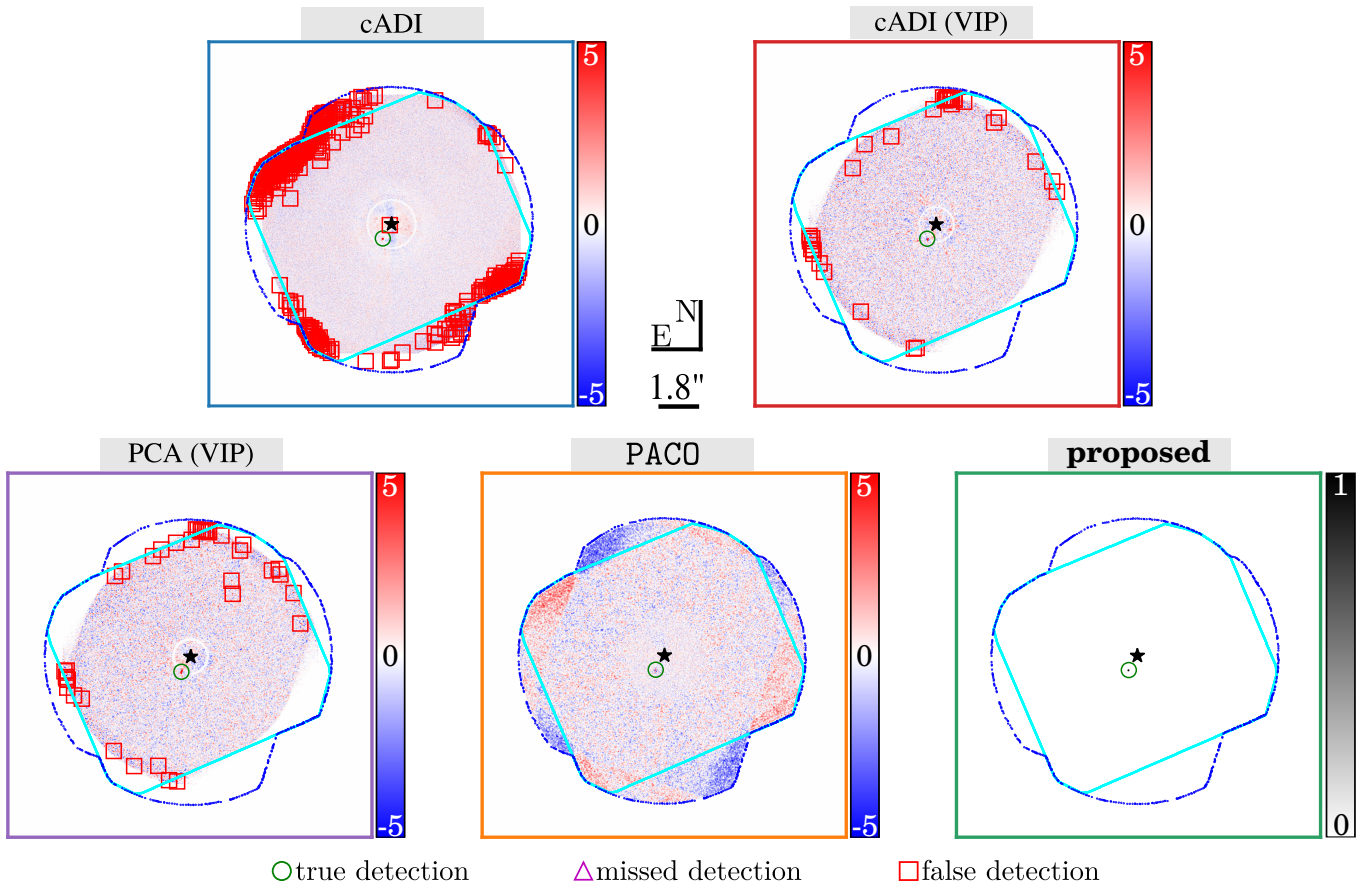 cADI
cADI (VIP)
5
0
-5
5
0
-5
N
E
1.8"
PCA (VIP)
PACO
proposed
5
0
-5
5
0
-5
1
0
true detection
missed detection
false detection